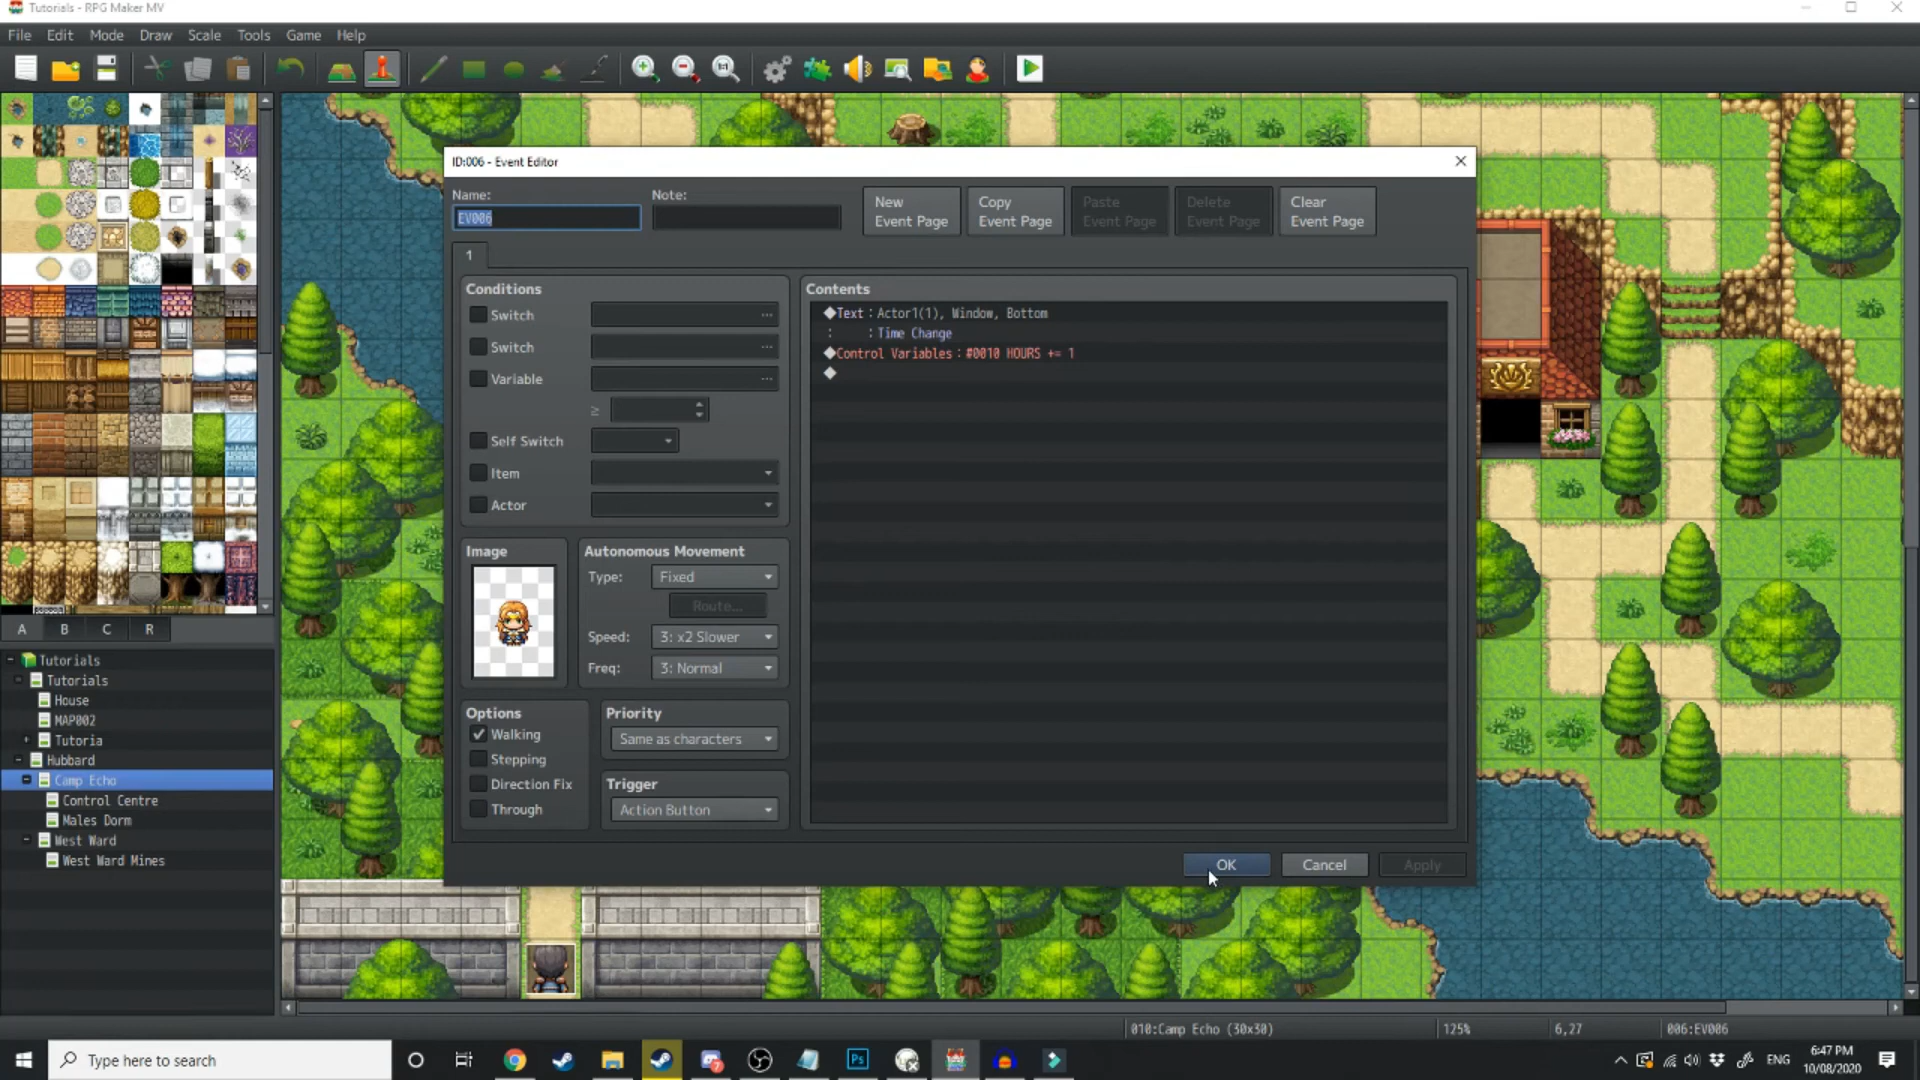 Tutorials - RPG Maker MV
File Edit Mode Draw Scale Tools Game Help
ID:006 - Event Editor
Name:
EV006
Note:
New Event Page
Copy Event Page
Paste Event Page
Delete Event Page
Clear Event Page
1
Conditions
Switch
Switch
Variable
≥
Self Switch
Item
Actor
Image
Autonomous Movement
Type: Fixed
Route...
Speed: 3: x2 Slower
Freq: 3: Normal
Options
Walking
Stepping
Direction Fix
Through
Priority
Same as characters
Trigger
Action Button
Contents
◆Text : Actor1(1), Window, Bottom
: : Time Change
◆Control Variables : #0010 HOURS += 1
◆
OK Cancel Apply
A B C R
Tutorials
Tutorials
House
MAP002
Tutoria
Hubbard
Camp Echo
Control Centre
Males Dorm
West Ward
West Ward Mines
010:Camp Echo (30x30) 125% 6,27 006:EV006
Type here to search
Ps
7
ENG
6:47 PM
10/08/2020